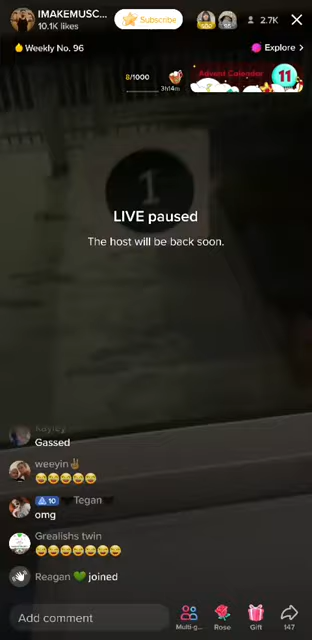 IMAKEMUSC...
10.1K likes
Subscribe
2.7K
Weekly No. 96
Explore >
8/1000
3h14m
Advent Calendar
11
1
LIVE paused
The host will be back soon.
kayley
Gassed
weeyin✌🏽
😂😂😂😂😂
10 🖤Tegan🖤
omg
Grealishs twin
😂😂😂😂😂😂😂
Reagan 💚 joined
Add comment
Multi-g...
Rose
Gift
147